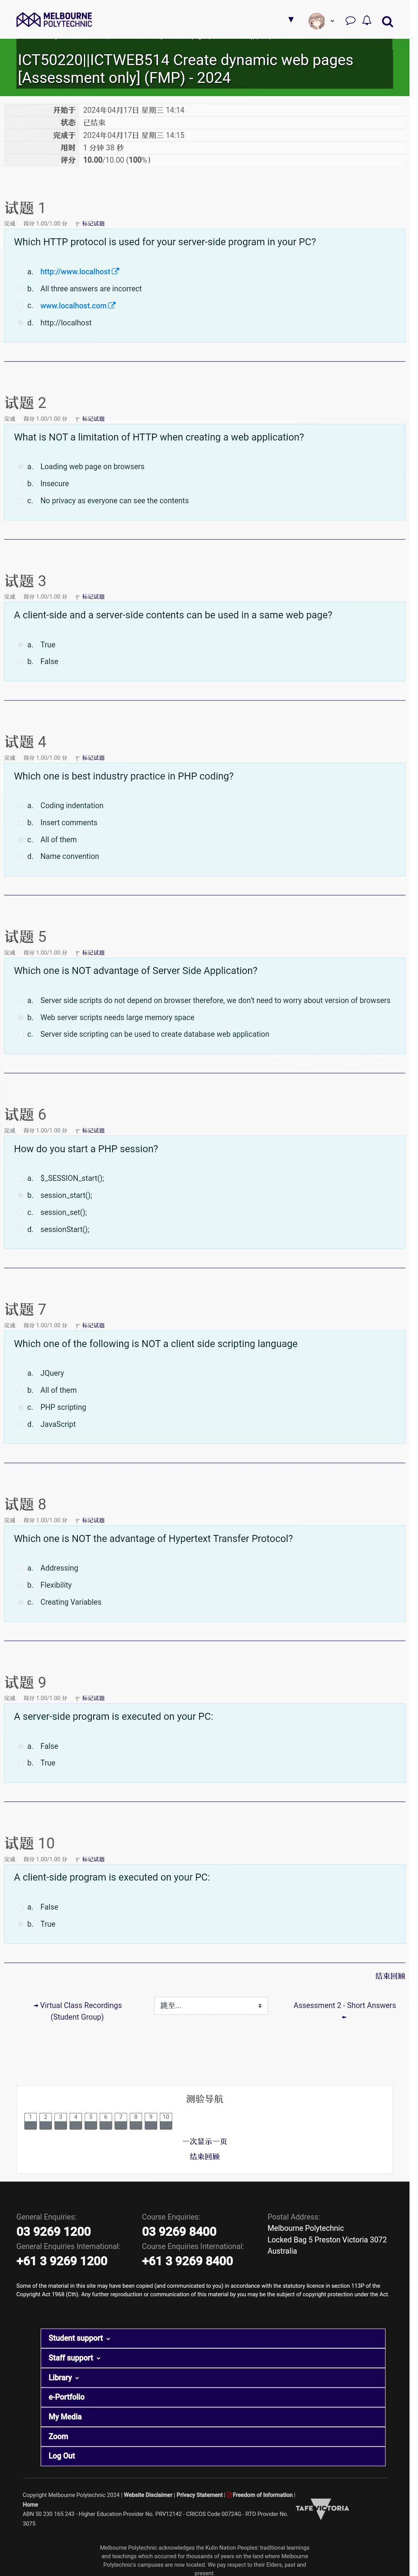 MELBOURNE
POLYTECHNIC
ICT50220||ICTWEB514 Create dynamic web pages
[Assessment only] (FMP) - 2024
开始于 2024年04月17日 星期三 14:14
状态 已结束
完成于 2024年04月17日 星期三 14:15
用时 1 分钟 38 秒
评分 10.00/10.00 (100%)
试题 1
完成 得分 1.00/1.00 分 标记试题
Which HTTP protocol is used for your server-side program in your PC?
a. http://www.localhost
b. All three answers are incorrect
c. www.localhost.com
d. http://localhost
试题 2
完成 得分 1.00/1.00 分 标记试题
What is NOT a limitation of HTTP when creating a web application?
a. Loading web page on browsers
b. Insecure
c. No privacy as everyone can see the contents
试题 3
完成 得分 1.00/1.00 分 标记试题
A client-side and a server-side contents can be used in a same web page?
a. True
b. False
试题 4
完成 得分 1.00/1.00 分 标记试题
Which one is best industry practice in PHP coding?
a. Coding indentation
b. Insert comments
c. All of them
d. Name convention
试题 5
完成 得分 1.00/1.00 分 标记试题
Which one is NOT advantage of Server Side Application?
a. Server side scripts do not depend on browser therefore, we don't need to worry about version of browsers
b. Web server scripts needs large memory space
c. Server side scripting can be used to create database web application
试题 6
完成 得分 1.00/1.00 分 标记试题
How do you start a PHP session?
a. $_SESSION_start();
b. session_start();
c. session_set();
d. sessionStart();
试题 7
完成 得分 1.00/1.00 分 标记试题
Which one of the following is NOT a client side scripting language
a. JQuery
b. All of them
c. PHP scripting
d. JavaScript
试题 8
完成 得分 1.00/1.00 分 标记试题
Which one is NOT the advantage of Hypertext Transfer Protocol?
a. Addressing
b. Flexibility
c. Creating Variables
试题 9
完成 得分 1.00/1.00 分 标记试题
A server-side program is executed on your PC:
a. False
b. True
试题 10
完成 得分 1.00/1.00 分 标记试题
A client-side program is executed on your PC:
a. False
b. True
结束回顾
◄ Virtual Class Recordings
(Student Group)
跳至...
Assessment 2 - Short Answers
►
测验导航
1 2 3 4 5 6 7 8 9 10
一次显示一页
结束回顾
General Enquiries:
03 9269 1200
General Enquiries International:
+61 3 9269 1200
Course Enquiries:
03 9269 8400
Course Enquiries International:
+61 3 9269 8400
Postal Address:
Melbourne Polytechnic
Locked Bag 5 Preston Victoria 3072
Australia
Some of the material in this site may have been copied (and communicated to you) in accordance with the statutory licence in section 113P of the
Copyright Act 1968 (Cth). Any further reproduction or communication of this material by you may be the subject of copyright protection under the Act.
Student support
Staff support
Library
e-Portfolio
My Media
Zoom
Log Out
Copyright Melbourne Polytechnic 2024 | Website Disclaimer | Privacy Statement | Freedom of Information |
Home
ABN 50 230 165 243 - Higher Education Provider No. PRV12142 - CRICOS Code 00724G - RTO Provider No.
3075
TAFE VICTORIA
Melbourne Polytechnic acknowledges the Kulin Nation Peoples' traditional learnings
and teachings which occurred for thousands of years on the land where Melbourne
Polytechnic's campuses are now located. We pay respect to their Elders, past and
present.